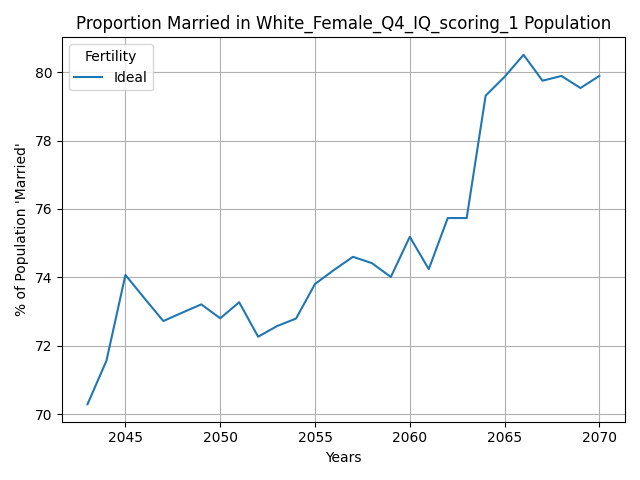 Proportion Married in White_Female_Q4_IQ_scoring_1 Population
Fertility
Ideal
% of Population 'Married'
80
78
76
74
72
70
2045 2050 2055 2060 2065 2070
Years